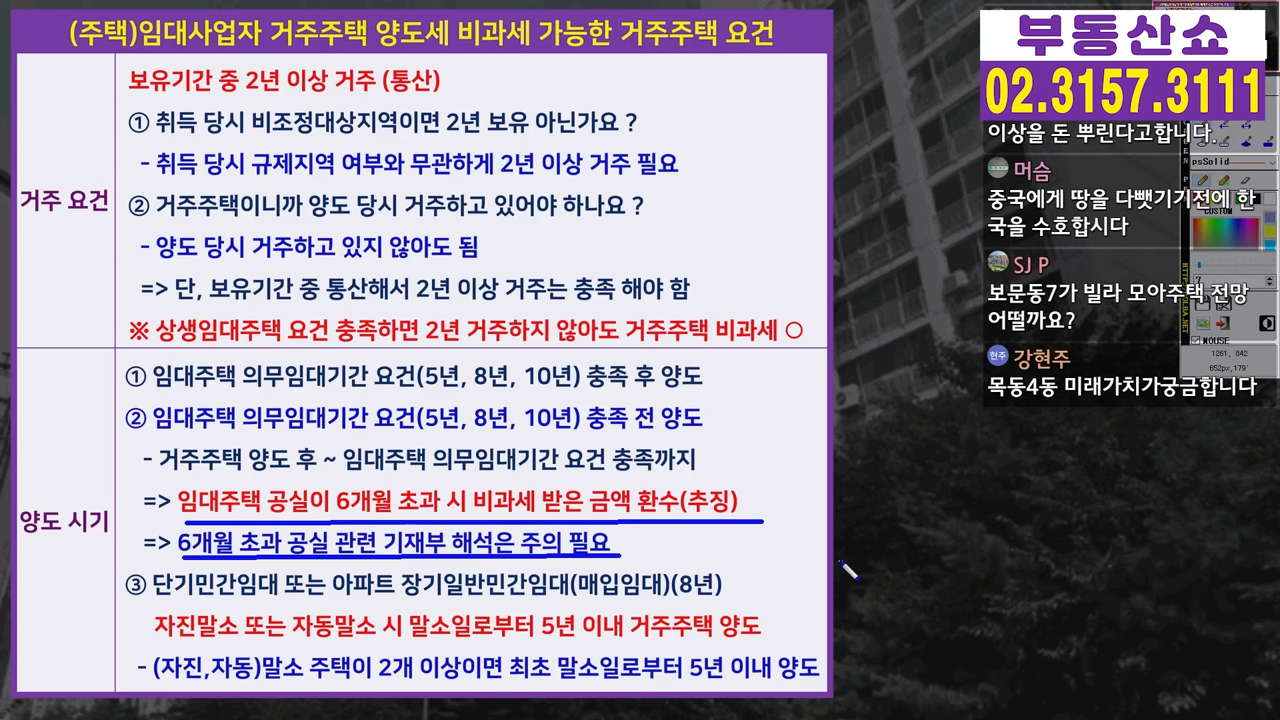 (주택)임대사업자 거주주택 양도세 비과세 가능한 거주주택 요건
거주 요건
보유기간 중 2년 이상 거주 (통산)
① 취득 당시 비조정대상지역이면 2년 보유 아닌가요 ?
- 취득 당시 규제지역 여부와 무관하게 2년 이상 거주 필요
② 거주주택이니까 양도 당시 거주하고 있어야 하나요 ?
- 양도 당시 거주하고 있지 않아도 됨
=> 단, 보유기간 중 통산해서 2년 이상 거주는 충족 해야 함
※ 상생임대주택 요건 충족하면 2년 거주하지 않아도 거주주택 비과세 ○
양도 시기
① 임대주택 의무임대기간 요건(5년, 8년, 10년) 충족 후 양도
② 임대주택 의무임대기간 요건(5년, 8년, 10년) 충족 전 양도
- 거주주택 양도 후 ~ 임대주택 의무임대기간 요건 충족까지
=> 임대주택 공실이 6개월 초과 시 비과세 받은 금액 환수(추징)
=> 6개월 초과 공실 관련 기재부 해석은 주의 필요
③ 단기민간임대 또는 아파트 장기일반민간임대(매입임대)(8년)
자진말소 또는 자동말소 시 말소일로부터 5년 이내 거주주택 양도
- (자진,자동)말소 주택이 2개 이상이면 최초 말소일로부터 5년 이내 양도
부동산쇼
02.3157.3111
이상을 돈 뿌린다고합니다.
머슴
중국에게 땅을 다뺏기기전에 한
국을 수호합시다
SJ P
보문동7가 빌라 모아주택 전망
어떨까요?
현주 강현주
목동4동 미래가치가궁금합니다
psSolid
CUSTOM
7
MOUSE
1261, 842
652px,179'